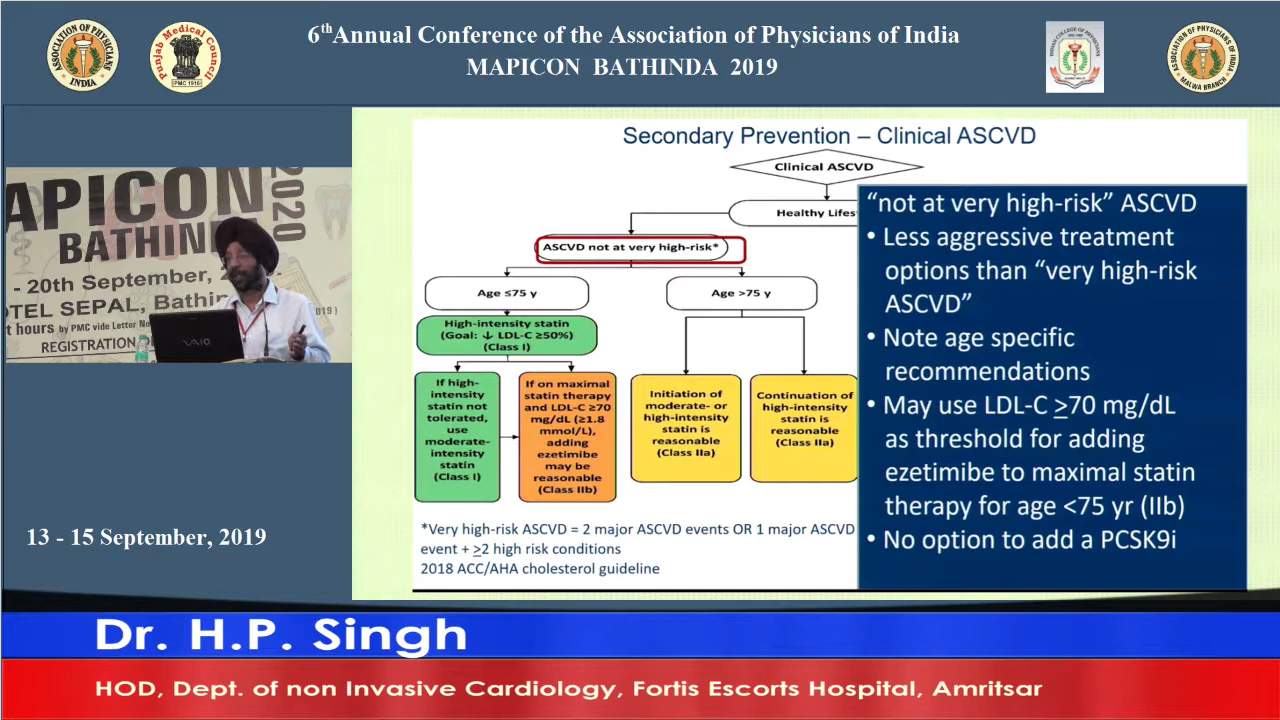 6thAnnual Conference of the Association of Physicians of India
MAPICON BATHINDA 2019
ASSOCIATION OF PHYSICIANS
INDIA
Punjab Medical Council
PMC 1916
ASSOCIATION OF PHYSICIANS OF INDIA
MALWA BRANCH
APICON
2020
BATHIND
- 20th September, 2
OTEL SEPAL, Bathin
t hours by PMC vide Letter No
019)
REGISTRATION
VAIO
13 - 15 September, 2019
Secondary Prevention – Clinical ASCVD
Clinical ASCVD
Healthy Lifes
ASCVD not at very high-risk*
Age ≤75 y
Age >75 y
High-intensity statin
(Goal: ↓ LDL-C ≥50%)
(Class I)
If high-
intensity
statin not
tolerated,
use
moderate-
intensity
statin
(Class I)
If on maximal
statin therapy
and LDL-C ≥70
mg/dL (≥1.8
mmol/L),
adding
ezetimibe
may be
reasonable
(Class IIb)
Initiation of
moderate- or
high-intensity
statin is
reasonable
(Class IIa)
Continuation of
high-intensity
statin is
reasonable
(Class IIa)
*Very high-risk ASCVD = 2 major ASCVD events OR 1 major ASCVD
event + ≥2 high risk conditions
2018 ACC/AHA cholesterol guideline
“not at very high-risk” ASCVD
• Less aggressive treatment
options than “very high-risk
ASCVD”
• Note age specific
recommendations
• May use LDL-C ≥70 mg/dL
as threshold for adding
ezetimibe to maximal statin
therapy for age <75 yr (IIb)
• No option to add a PCSK9i
Dr. H.P. Singh
HOD, Dept. of non Invasive Cardiology, Fortis Escorts Hospital, Amritsar